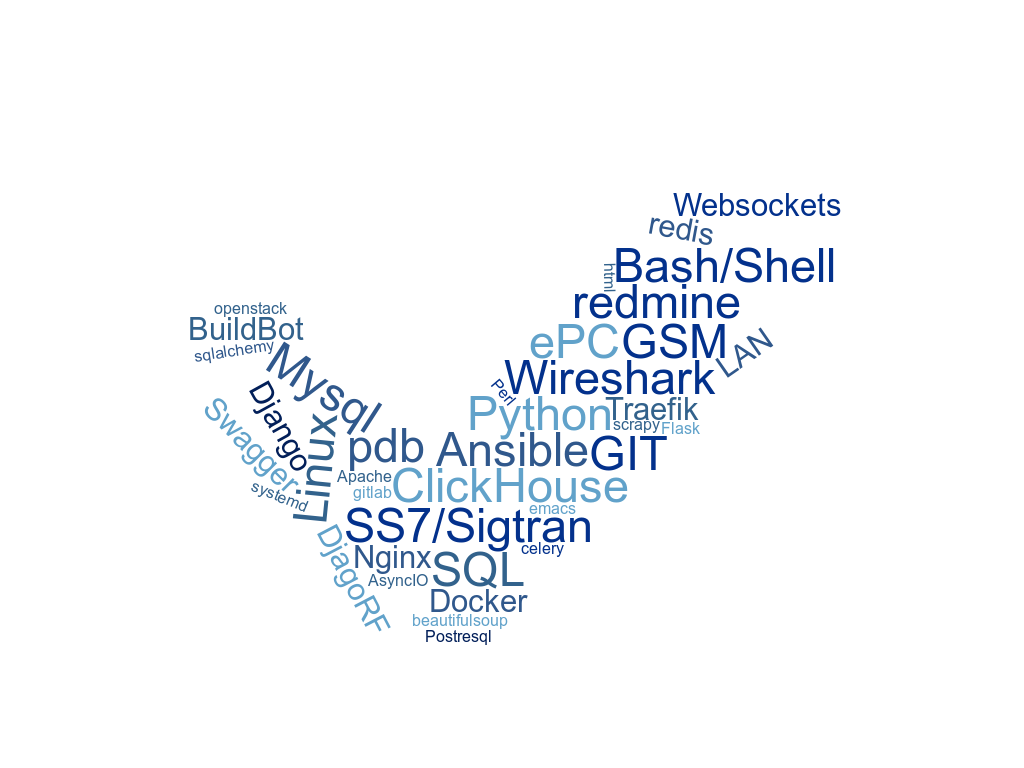 Websockets
redis
Bash/Shell
html
redmine
openstack
BuildBot
ePC
GSM
LAN
sqlalchemy
Mysql
Wireshark
Perl
Django
Swagger
Python
Traefik
scrapy
Flask
Linux
pdb
Ansible
GIT
Apache
gitlab
ClickHouse
systemd
emacs
SS7/Sigtran
celery
DjagoRF
Nginx
SQL
AsyncIO
Docker
beautifulsoup
Postresql